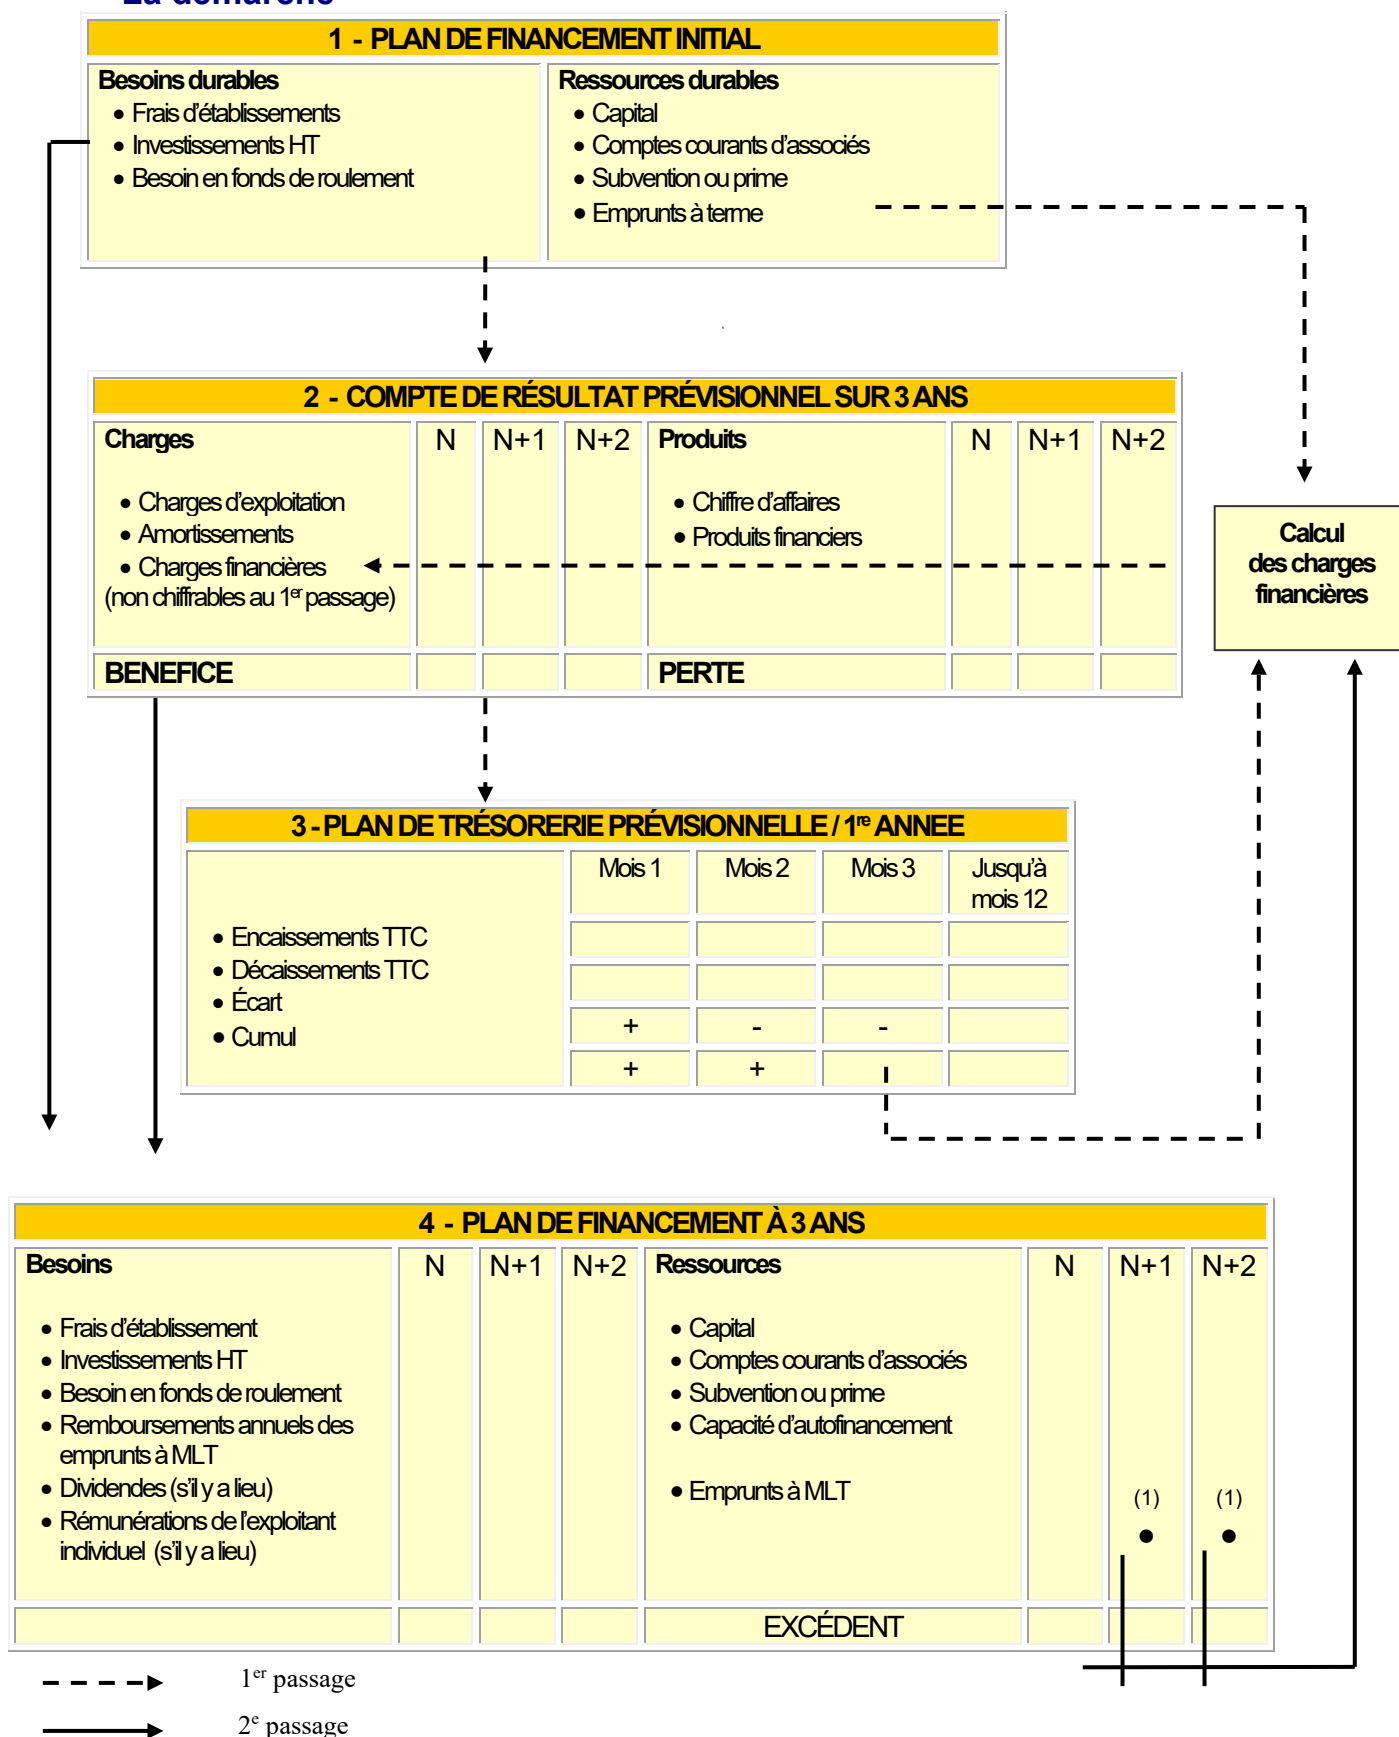 La démarche
1 - PLAN DE FINANCEMENT INITIAL
Besoins durables
• Frais d'établissements
• Investissements HT
• Besoin en fonds de roulement
Ressources durables
• Capital
• Comptes courants d'associés
• Subvention ou prime
• Emprunts à terme
2 - COMPTE DE RÉSULTAT PRÉVISIONNEL SUR 3 ANS
Charges N N+1 N+2 Produits N N+1 N+2
• Charges d'exploitation
• Amortissements
• Charges financières
(non chiffrables au 1er passage)
• Chiffre d'affaires
• Produits financiers
BENEFICE PERTE
Calcul
des charges
financières
3 - PLAN DE TRÉSORERIE PRÉVISIONNELLE / 1re ANNEE
Mois 1 Mois 2 Mois 3 Jusqu'à
mois 12
• Encaissements TTC
• Décaissements TTC
• Écart
• Cumul
+ - -
+ +
4 - PLAN DE FINANCEMENT À 3 ANS
Besoins N N+1 N+2 Ressources N N+1 N+2
• Frais d'établissement
• Investissements HT
• Besoin en fonds de roulement
• Remboursements annuels des
emprunts à MLT
• Dividendes (s'il y a lieu)
• Rémunérations de l'exploitant
individuel (s'il y a lieu)
• Capital
• Comptes courants d'associés
• Subvention ou prime
• Capacité d'autofinancement
• Emprunts à MLT
(1) (1)
• •
EXCÉDENT
1er passage
2e passage